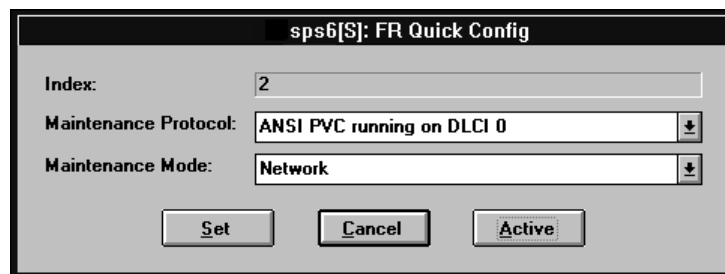 sps6[S]: FR Quick Config
Index: 2
Maintenance Protocol: ANSI PVC running on DLCI 0
Maintenance Mode: Network
Set Cancel Active